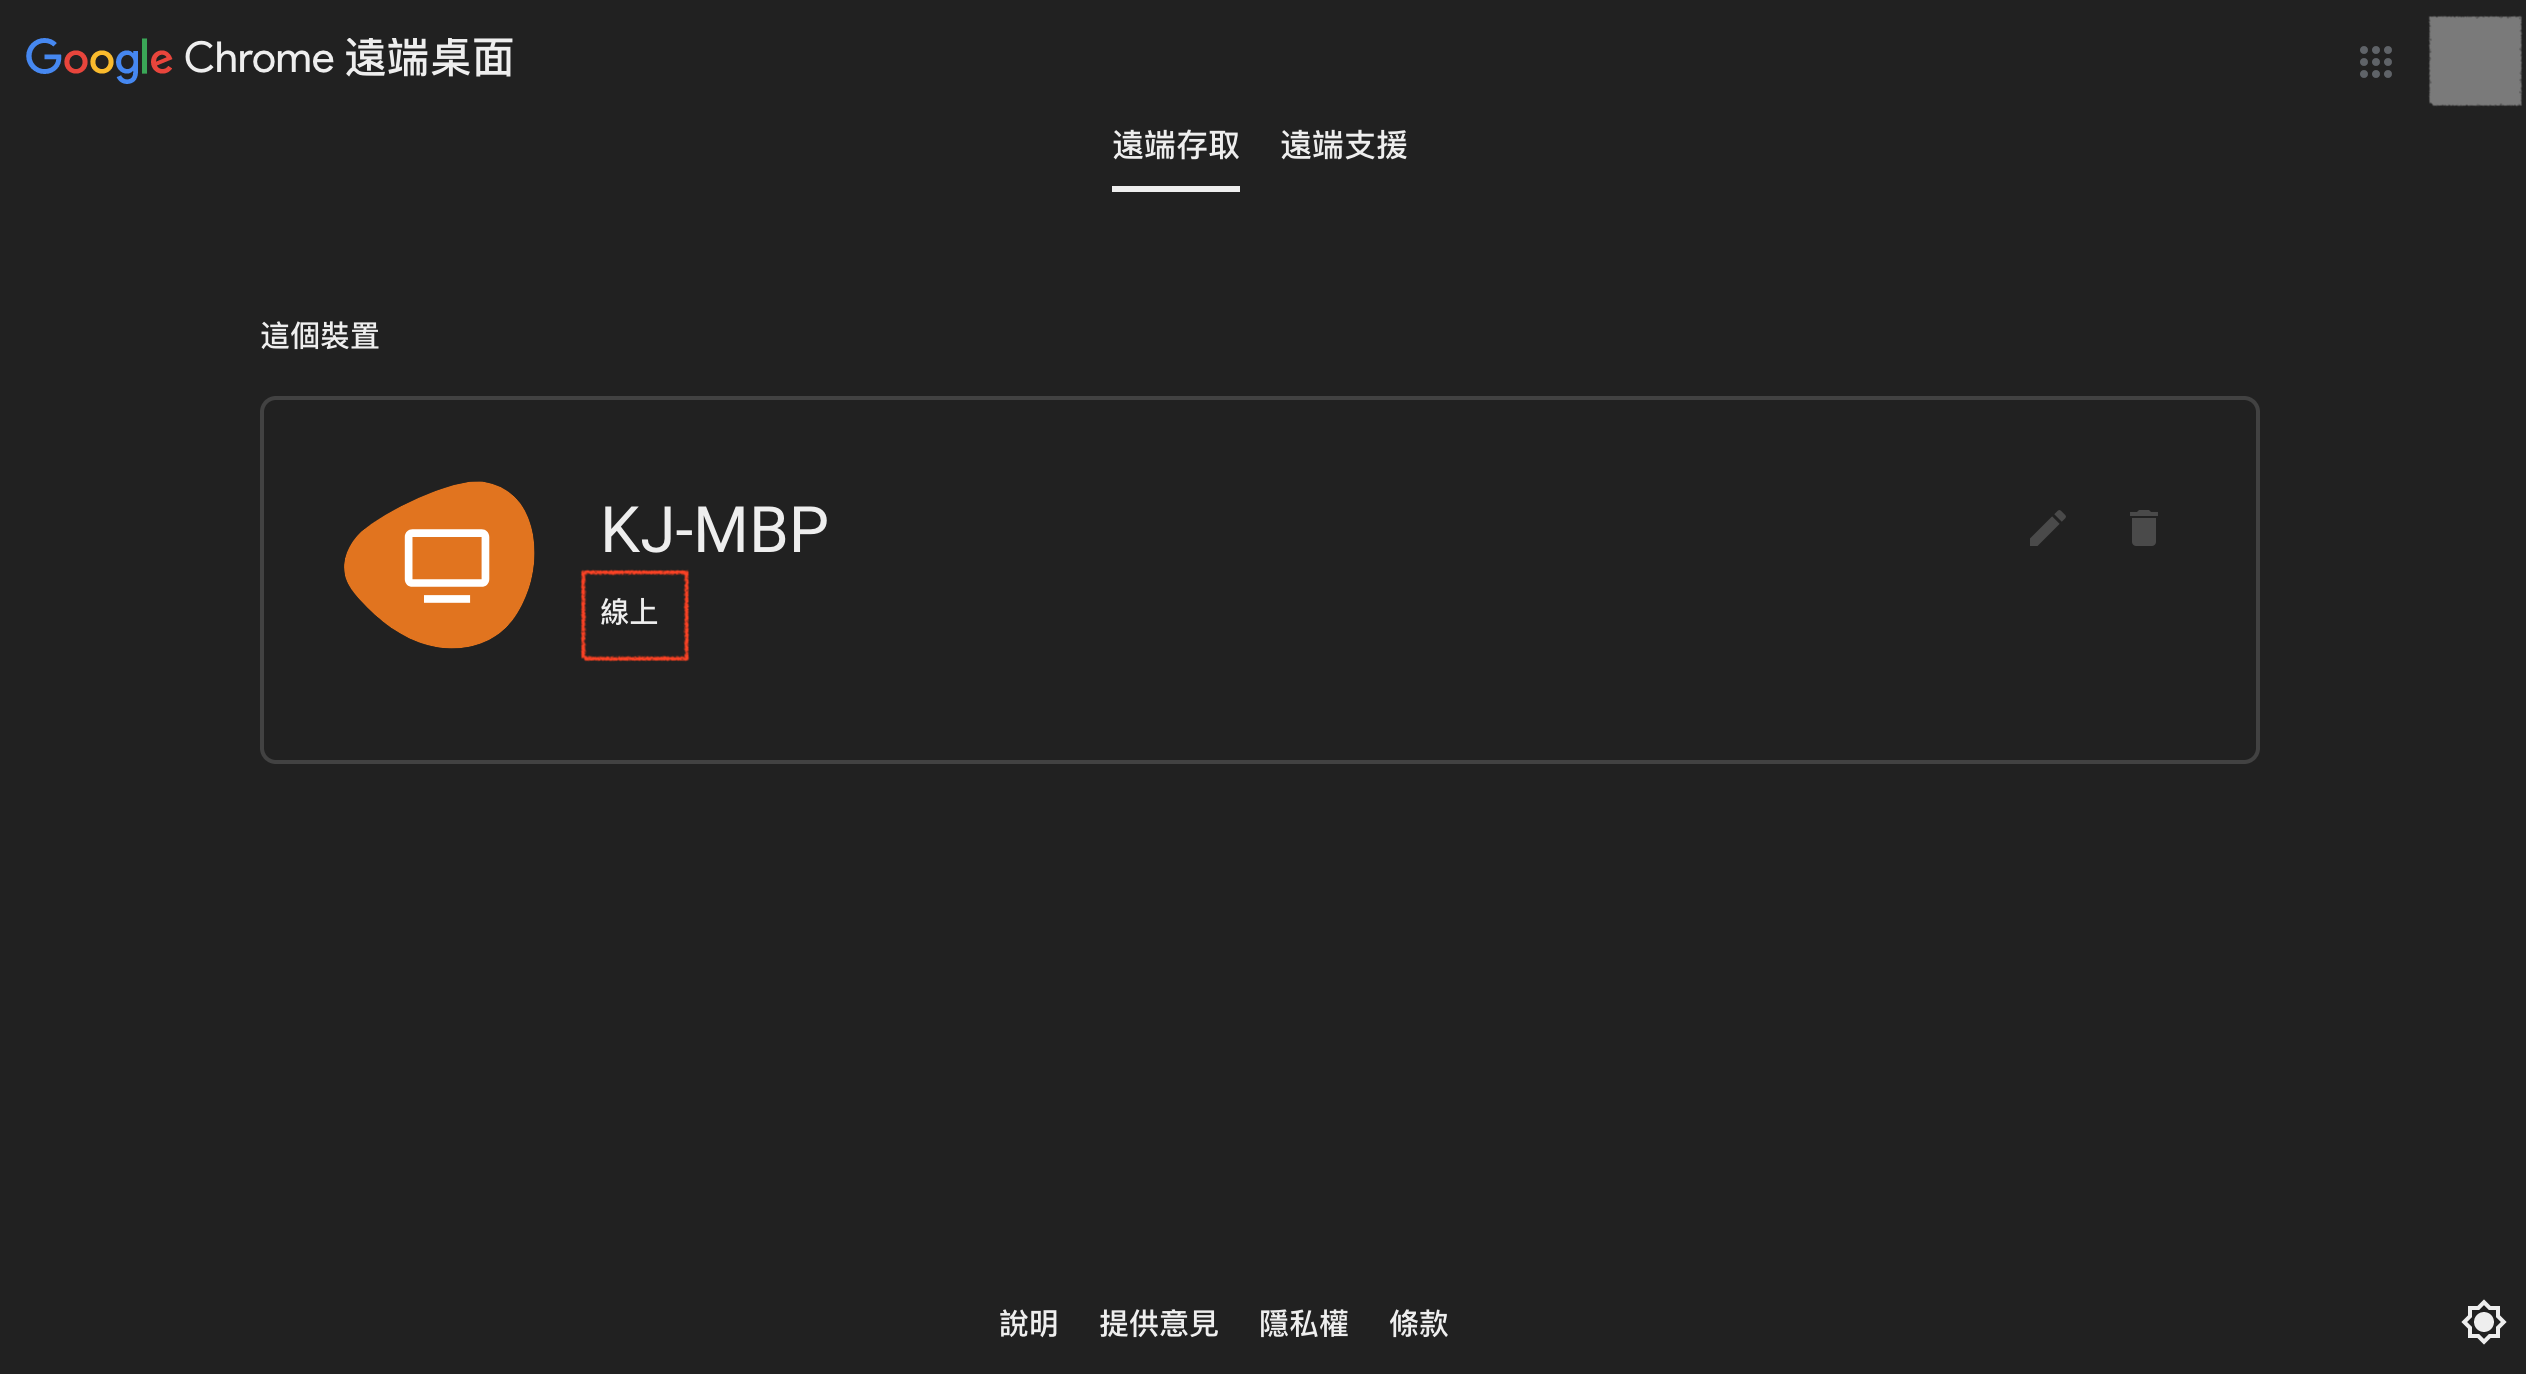 Google Chrome 遠端桌面
遠端存取 遠端支援
這個裝置
KJ-MBP
線上
說明 提供意見 隱私權 條款